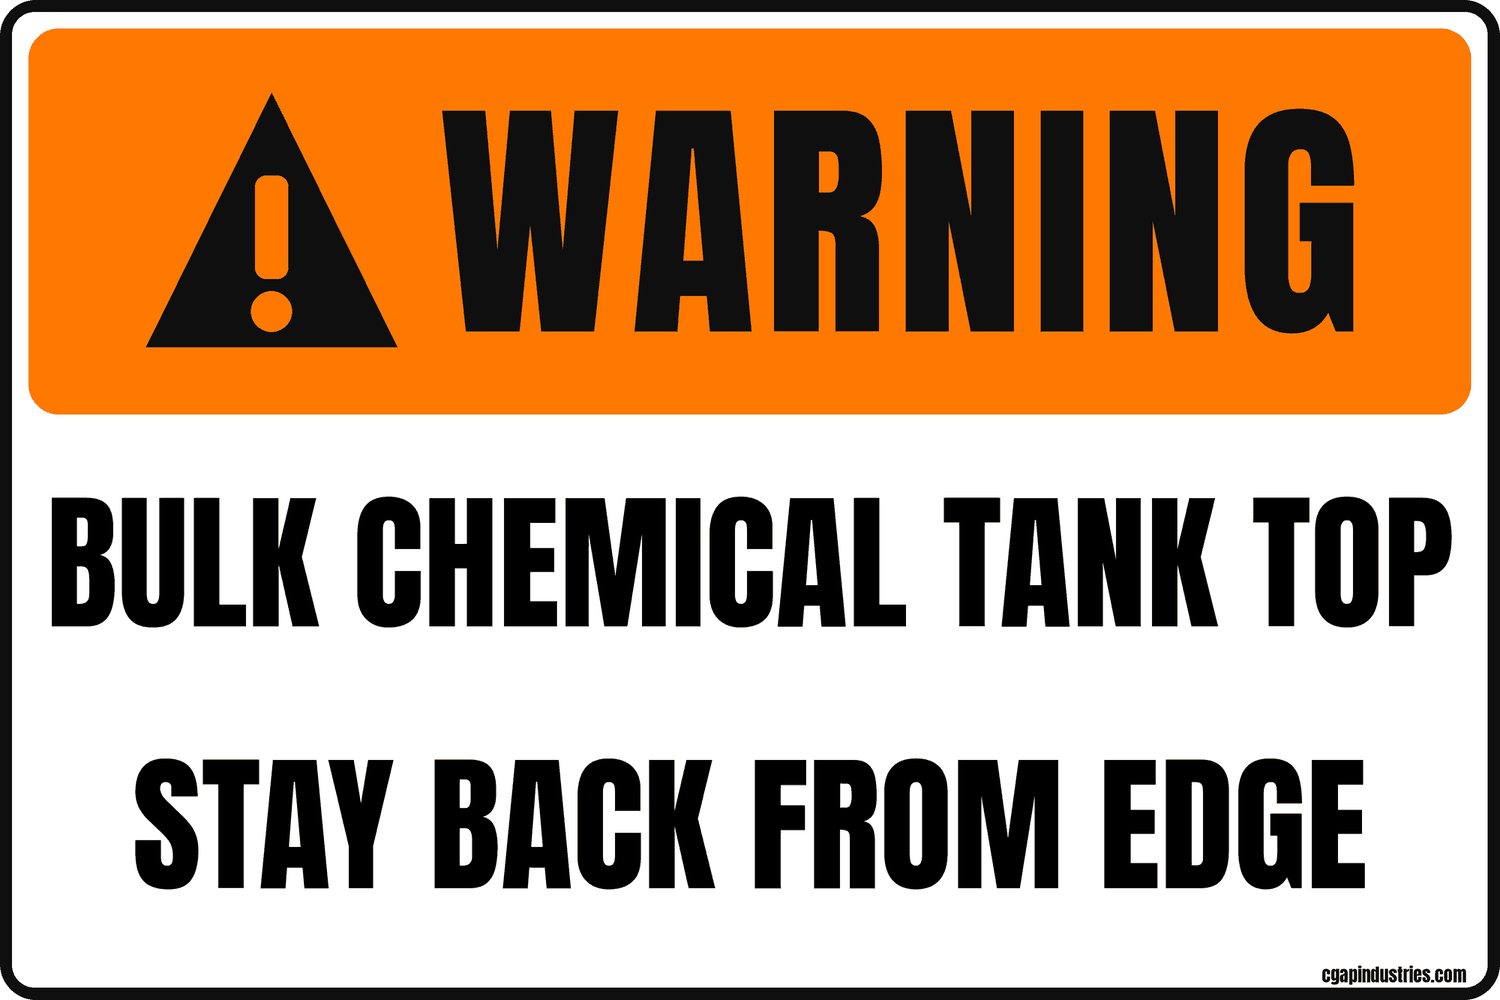 WARNING
BULK CHEMICAL TANK TOP
STAY BACK FROM EDGE
cgapindustries.com